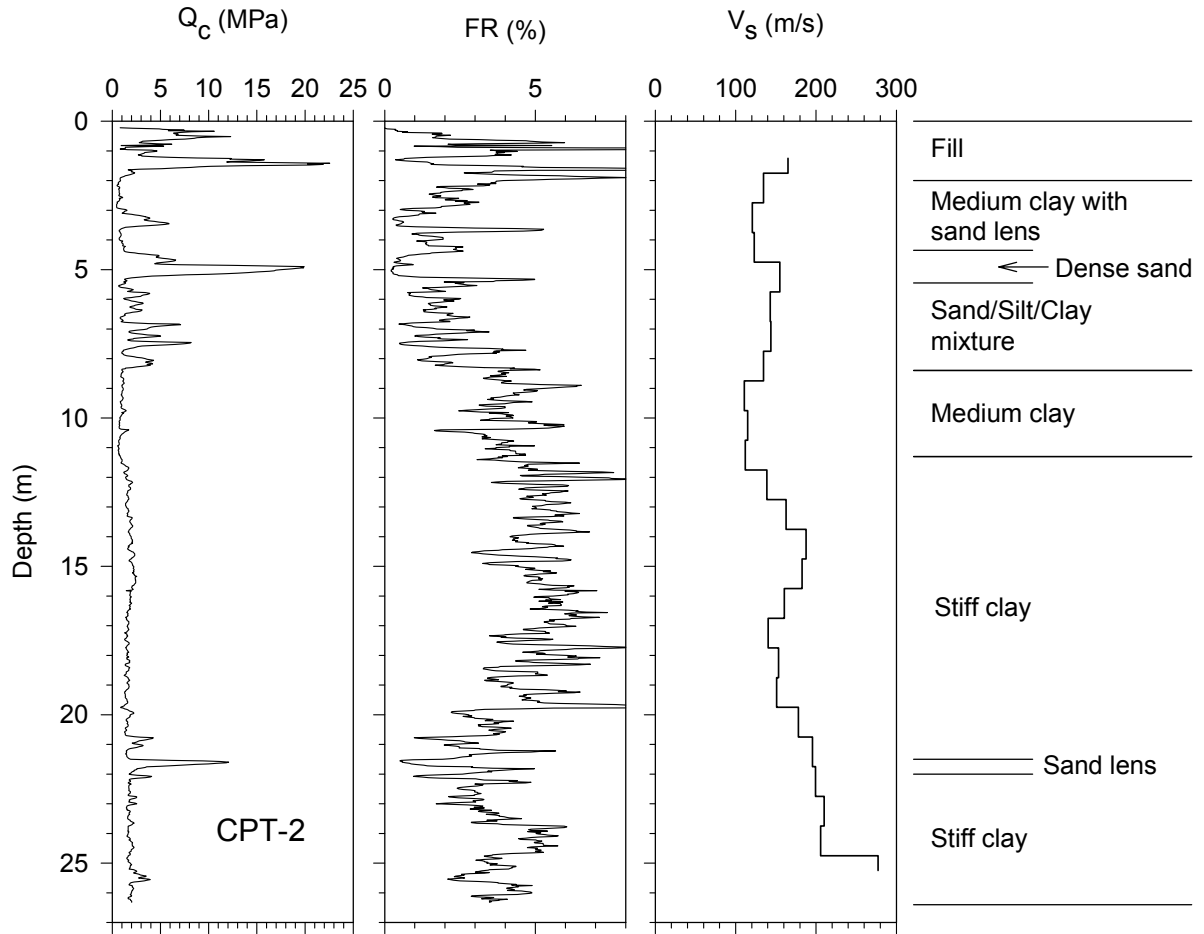 Qc (MPa)
FR (%)
VS (m/s)
0 5 10 15 20 25
0 5
0 100 200 300
0
5
10
15
20
25
Depth (m)
CPT-2
Fill
Medium clay with
sand lens
Dense sand
Sand/Silt/Clay
mixture
Medium clay
Stiff clay
Sand lens
Stiff clay